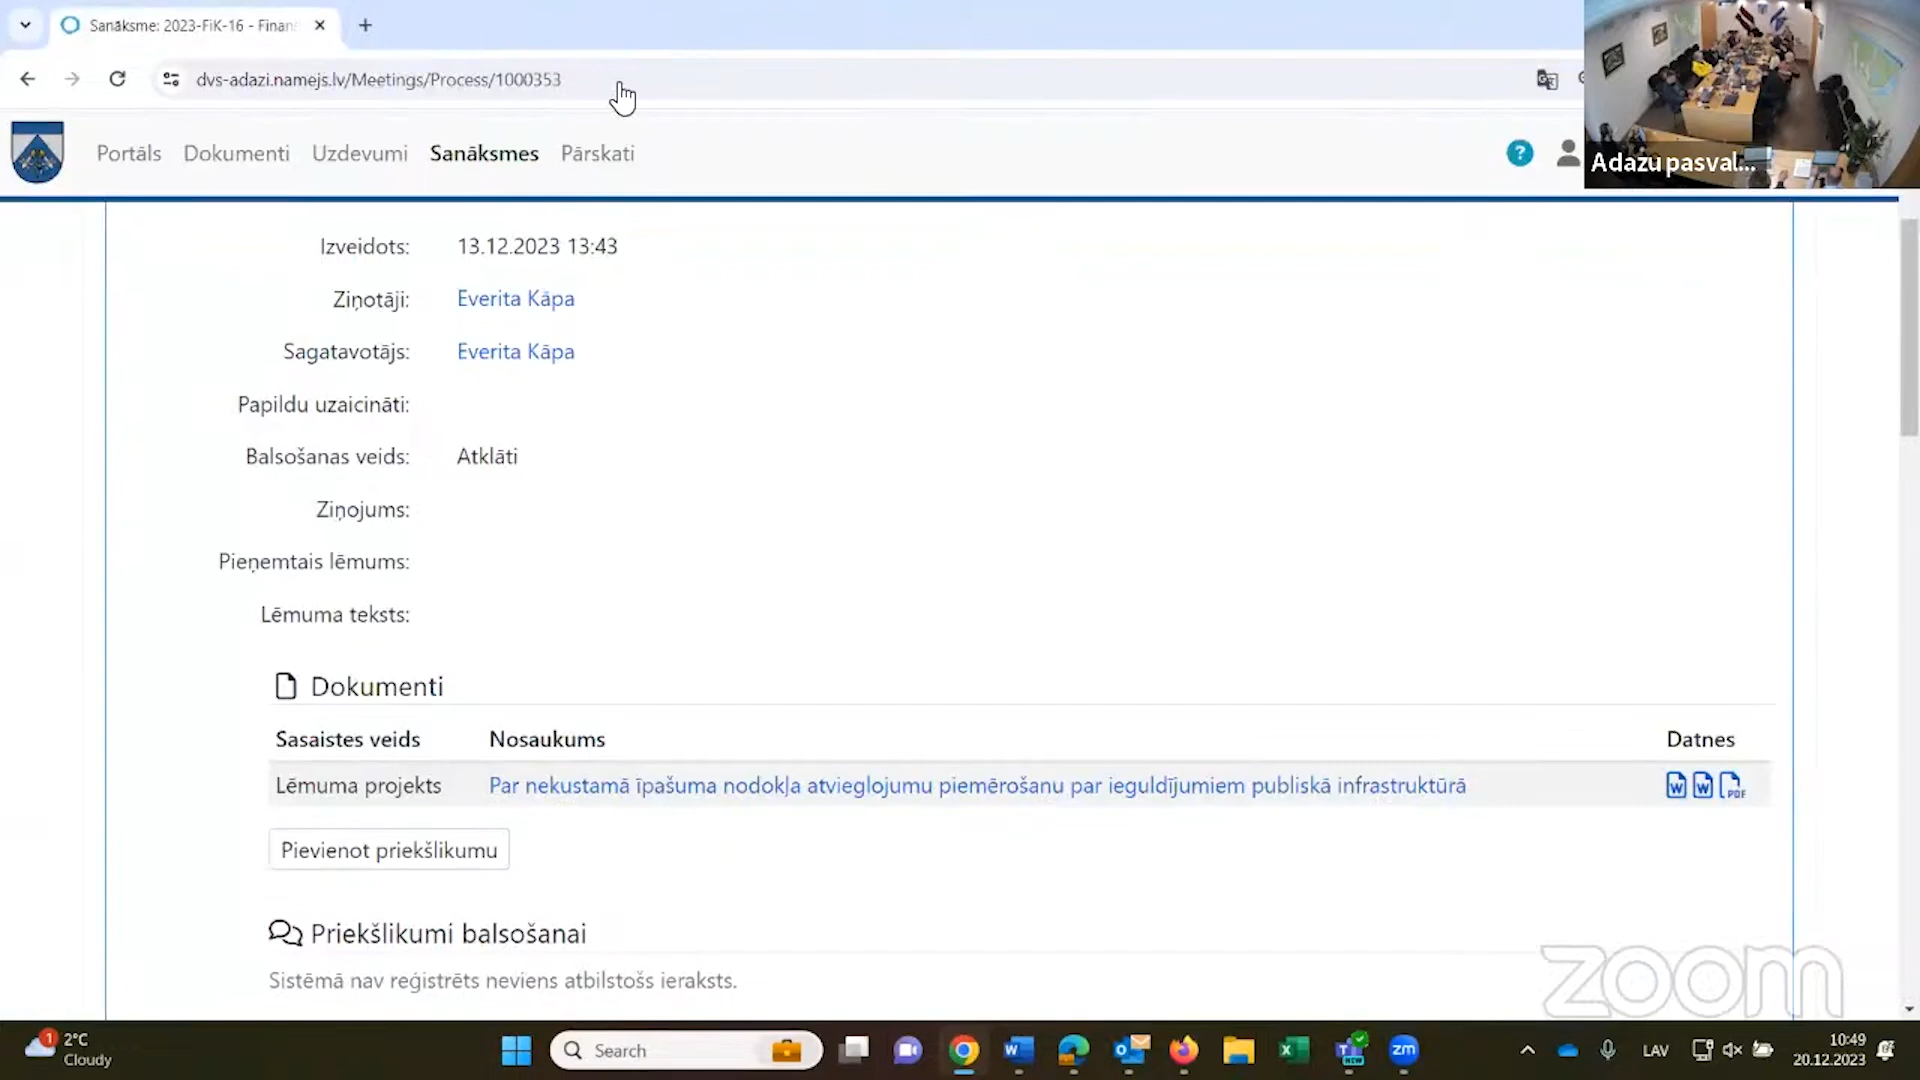 Sanāksme: 2023-FiK-16 - Finan
dvs-adazi.namejs.lv/Meetings/Process/1000353
Portāls Dokumenti Uzdevumi Sanāksmes Pārskati
?
Adazu pasval...
Izveidots: 13.12.2023 13:43
Ziņotāji: Everita Kāpa
Sagatavotājs: Everita Kāpa
Papildu uzaicināti:
Balsošanas veids: Atklāti
Ziņojums:
Pieņemtais lēmums:
Lēmuma teksts:
Dokumenti
Sasaistes veids Nosaukums Datnes
Lēmuma projekts Par nekustamā īpašuma nodokļa atvieglojumu piemērošanu par ieguldījumiem publiskā infrastruktūrā
Pievienot priekšlikumu
Priekšlikumi balsošanai
Sistēmā nav reģistrēts neviens atbilstošs ieraksts.
zoom
1
2°C
Cloudy
Search
zm
LAV
10:49
20.12.2023